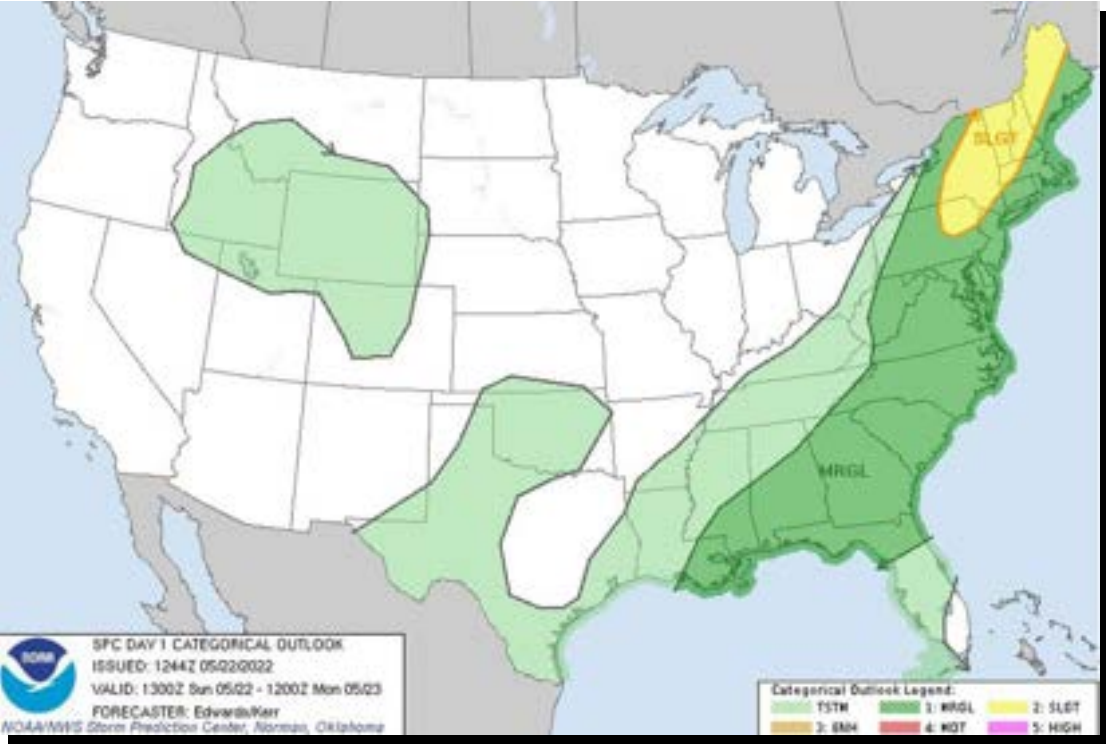 SLGT
MRGL
SPC DAY 1 CATEGORICAL OUTLOOK
ISSUED: 1244Z 05/22/2022
VALID: 1300Z Sun 05/22 - 1200Z Mon 05/23
FORECASTER: Edwards/Kerr
NOAA
NOAA/NWS Storm Prediction Center, Norman, Oklahoma
Categorical Outlook Legend:
TSTM 1: MRGL 2: SLGT
3: ENH 4: MDT 5: HIGH